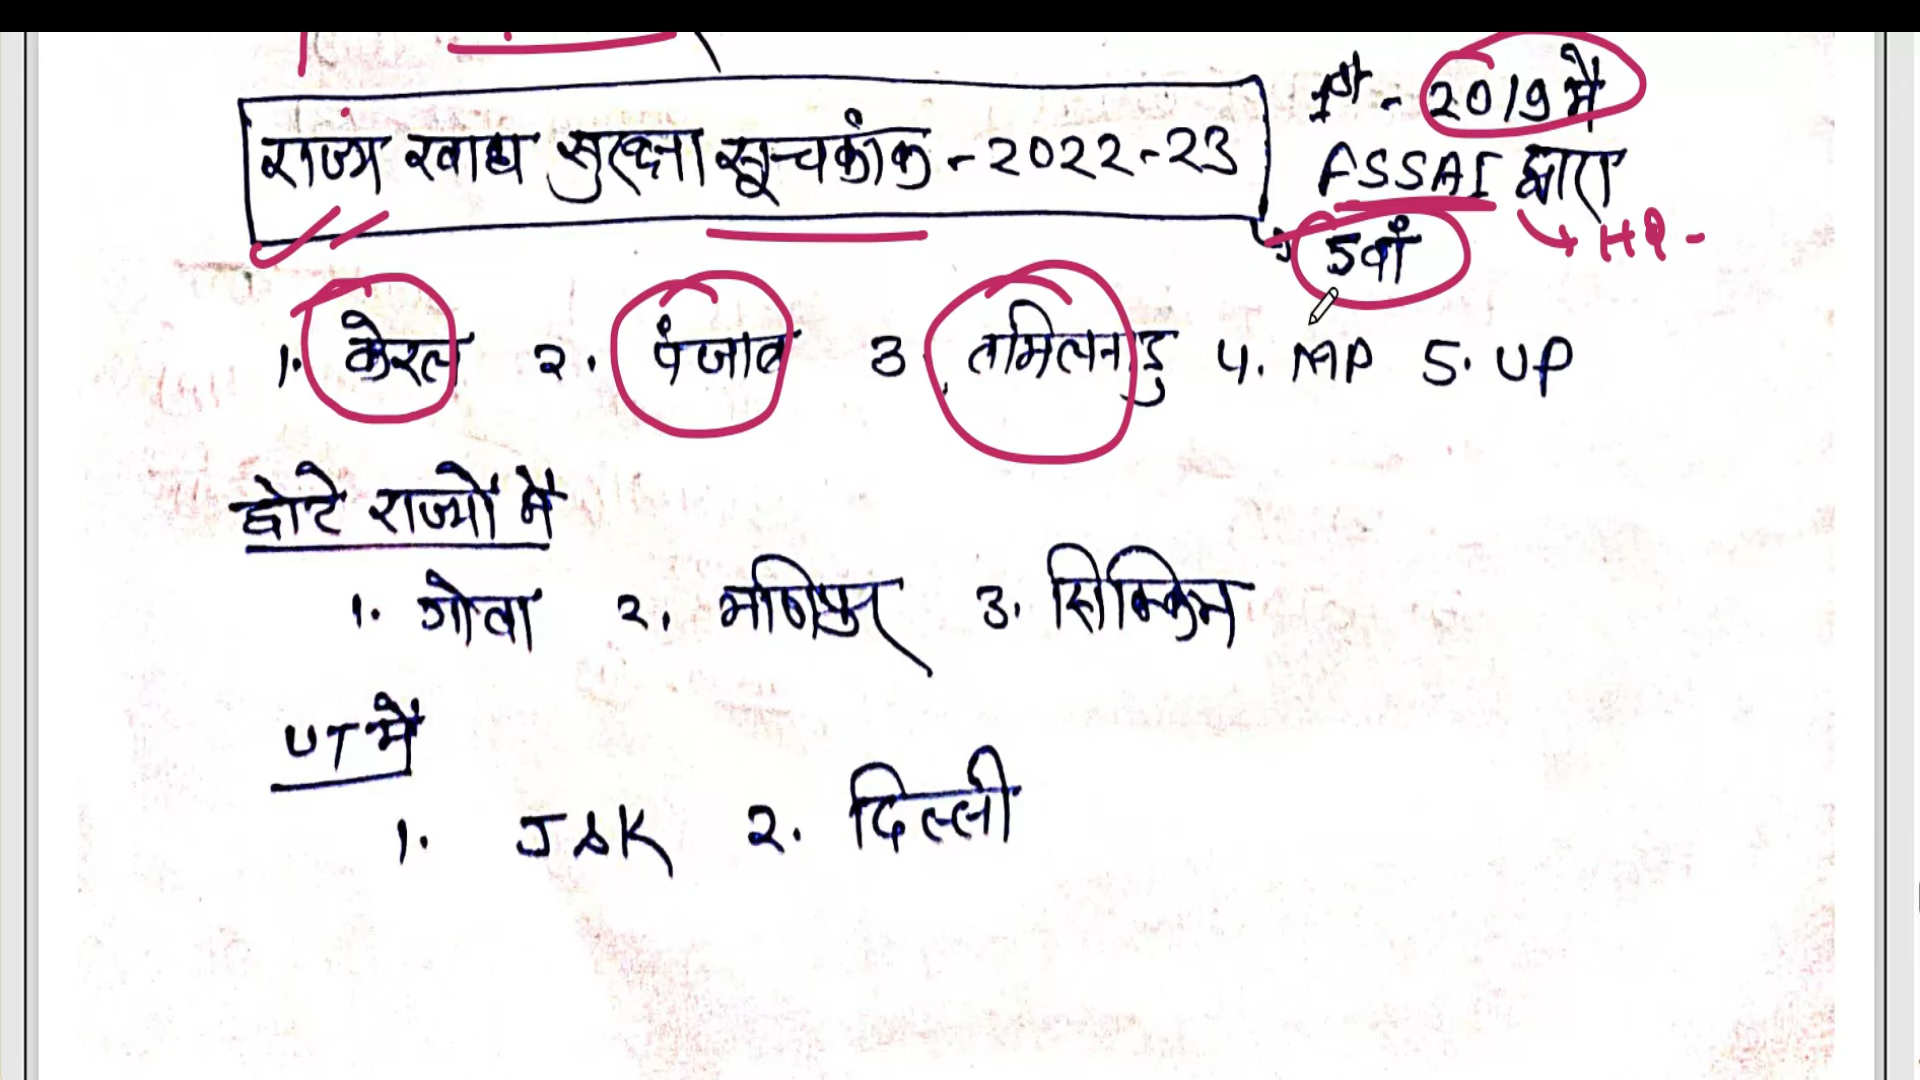 राज्य खाद्य सुरक्षा सूचकांक - 2022-23
1st - 2019 में
FSSAI द्वारा
→ HQ -
5वां
1. केरल 2. पंजाब 3. तमिलनाडु 4. MP 5. UP
छोटे राज्यों में
1. गोवा 2. मणिपुर 3. सिक्किम
UT में
1. J&K 2. दिल्ली